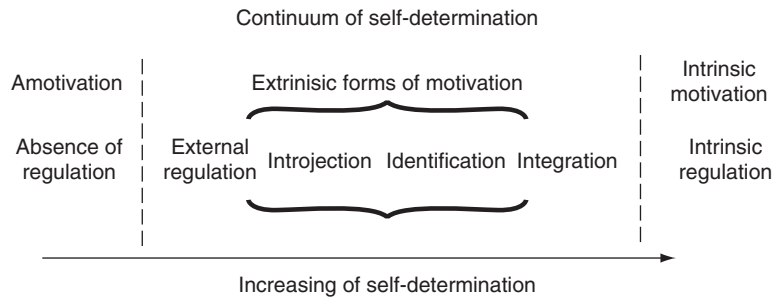 Continuum of self-determination
Amotivation
Extrinisic forms of motivation
Intrinsic
motivation
Absence of
regulation
External
regulation
Introjection
Identification
Integration
Intrinsic
regulation
Increasing of self-determination